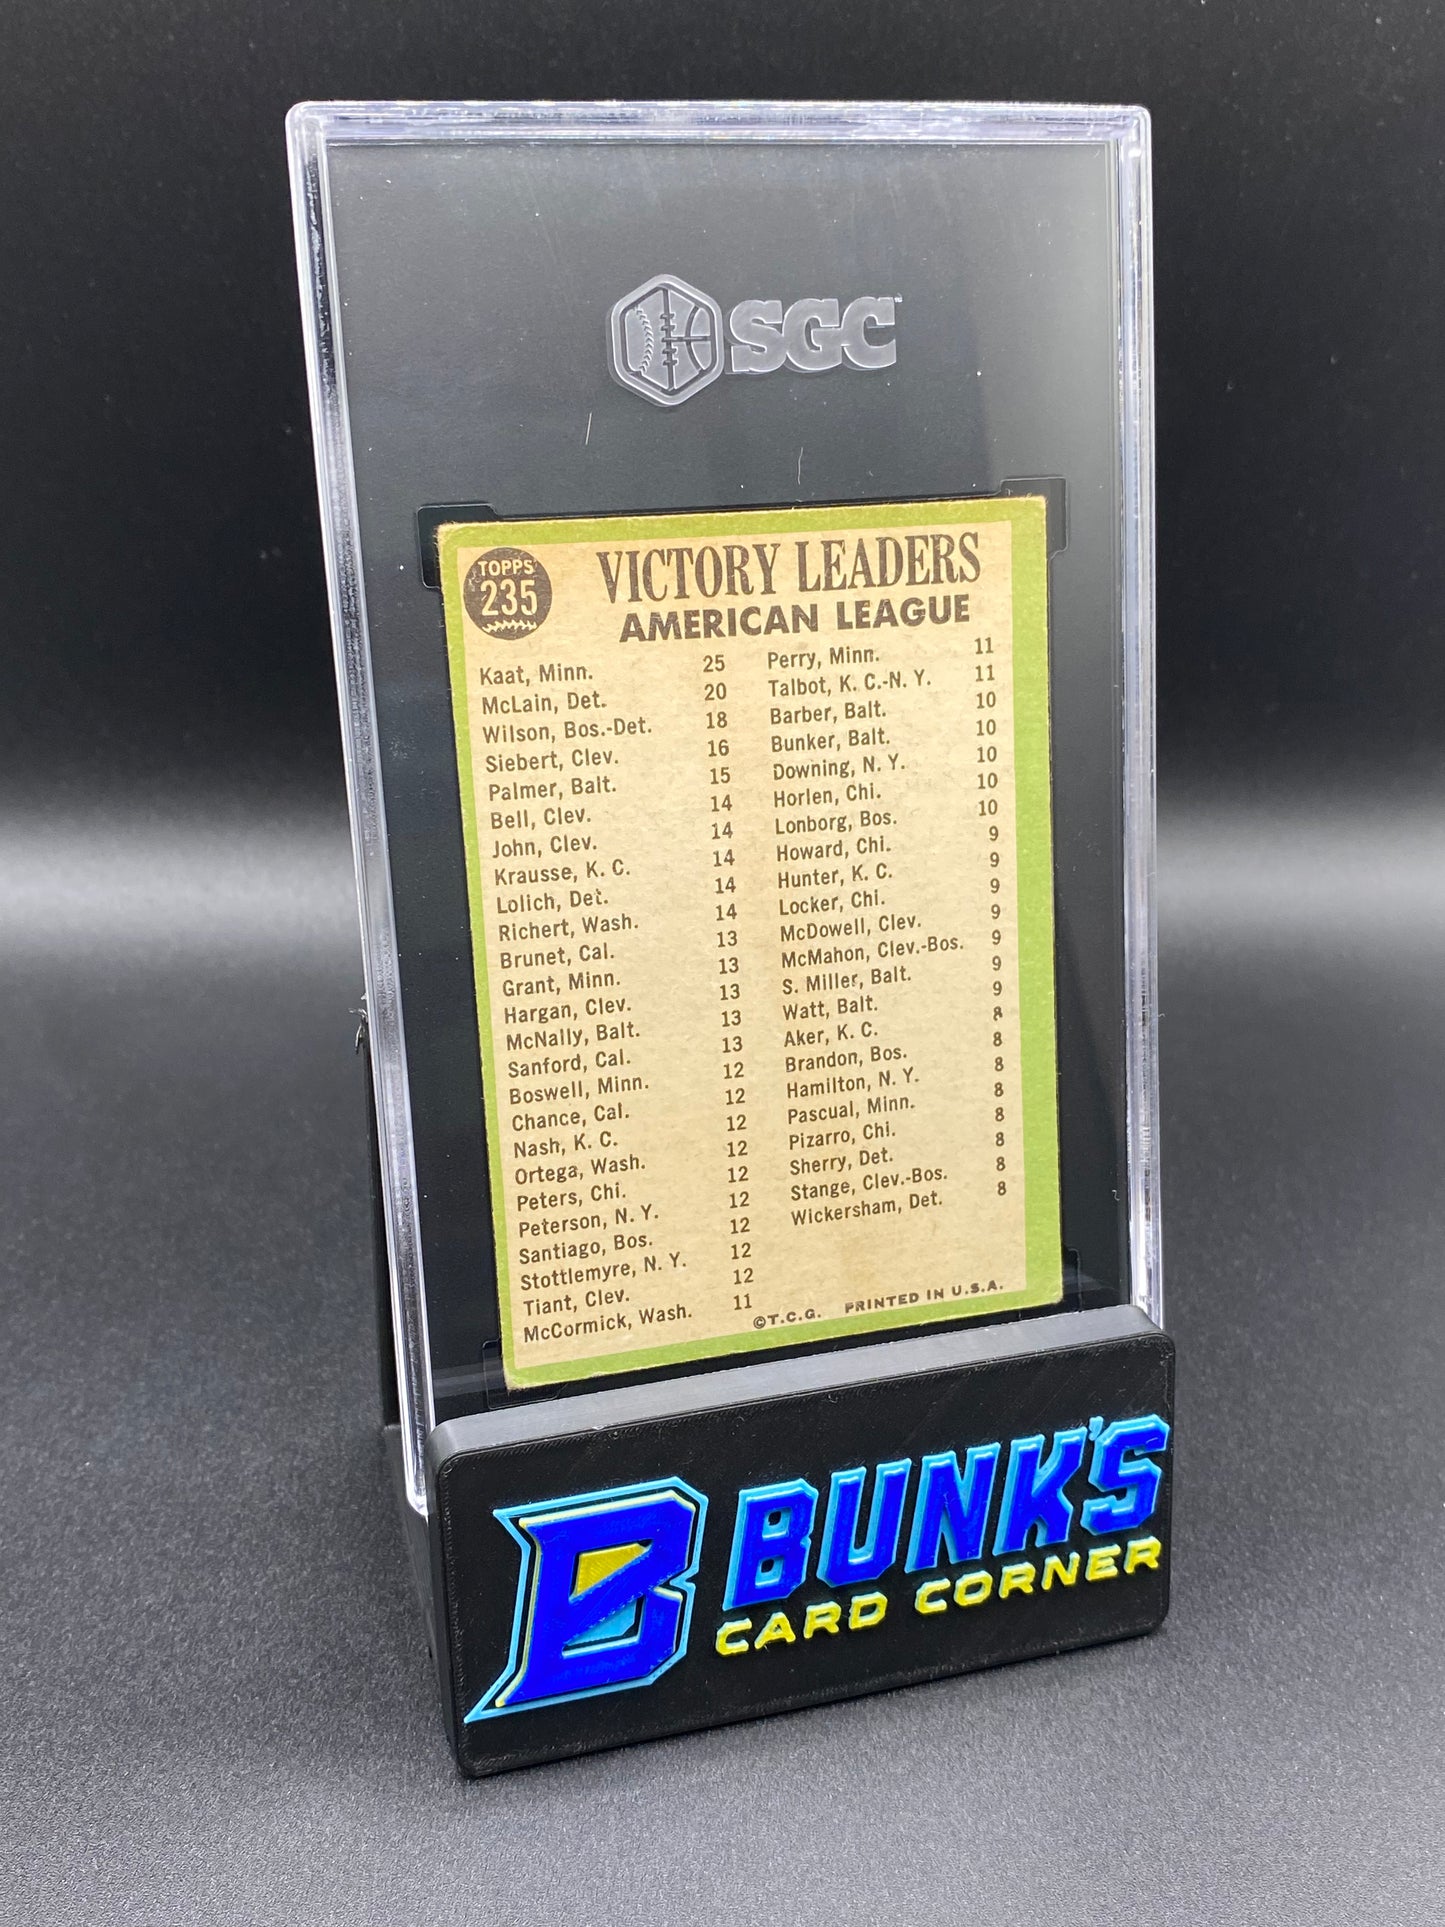 SGC
TOPPS
235
VICTORY LEADERS
AMERICAN LEAGUE
Kaat, Minn. 25
McLain, Det. 20
Wilson, Bos.-Det. 18
Siebert, Clev. 16
Palmer, Balt. 15
Bell, Clev. 14
John, Clev. 14
Krausse, K. C. 14
Lolich, Det. 14
Richert, Wash. 14
Brunet, Cal. 13
Grant, Minn. 13
Hargan, Clev. 13
McNally, Balt. 13
Sanford, Cal. 13
Boswell, Minn. 12
Chance, Cal. 12
Nash, K. C. 12
Ortega, Wash. 12
Peters, Chi. 12
Peterson, N. Y. 12
Santiago, Bos. 12
Stottlemyre, N. Y. 12
Tiant, Clev. 12
McCormick, Wash. 11
Perry, Minn. 11
Talbot, K. C.-N. Y. 11
Barber, Balt. 10
Bunker, Balt. 10
Downing, N. Y. 10
Horlen, Chi. 10
Lonborg, Bos. 10
Howard, Chi. 9
Hunter, K. C. 9
Locker, Chi. 9
McDowell, Clev. 9
McMahon, Clev.-Bos. 9
S. Miller, Balt. 9
Watt, Balt. 9
Aker, K. C. 8
Brandon, Bos. 8
Hamilton, N. Y. 8
Pascual, Minn. 8
Pizarro, Chi. 8
Sherry, Det. 8
Stange, Clev.-Bos. 8
Wickersham, Det. 8
©T.C.G. PRINTED IN U.S.A.
B
BUNK'S
CARD CORNER